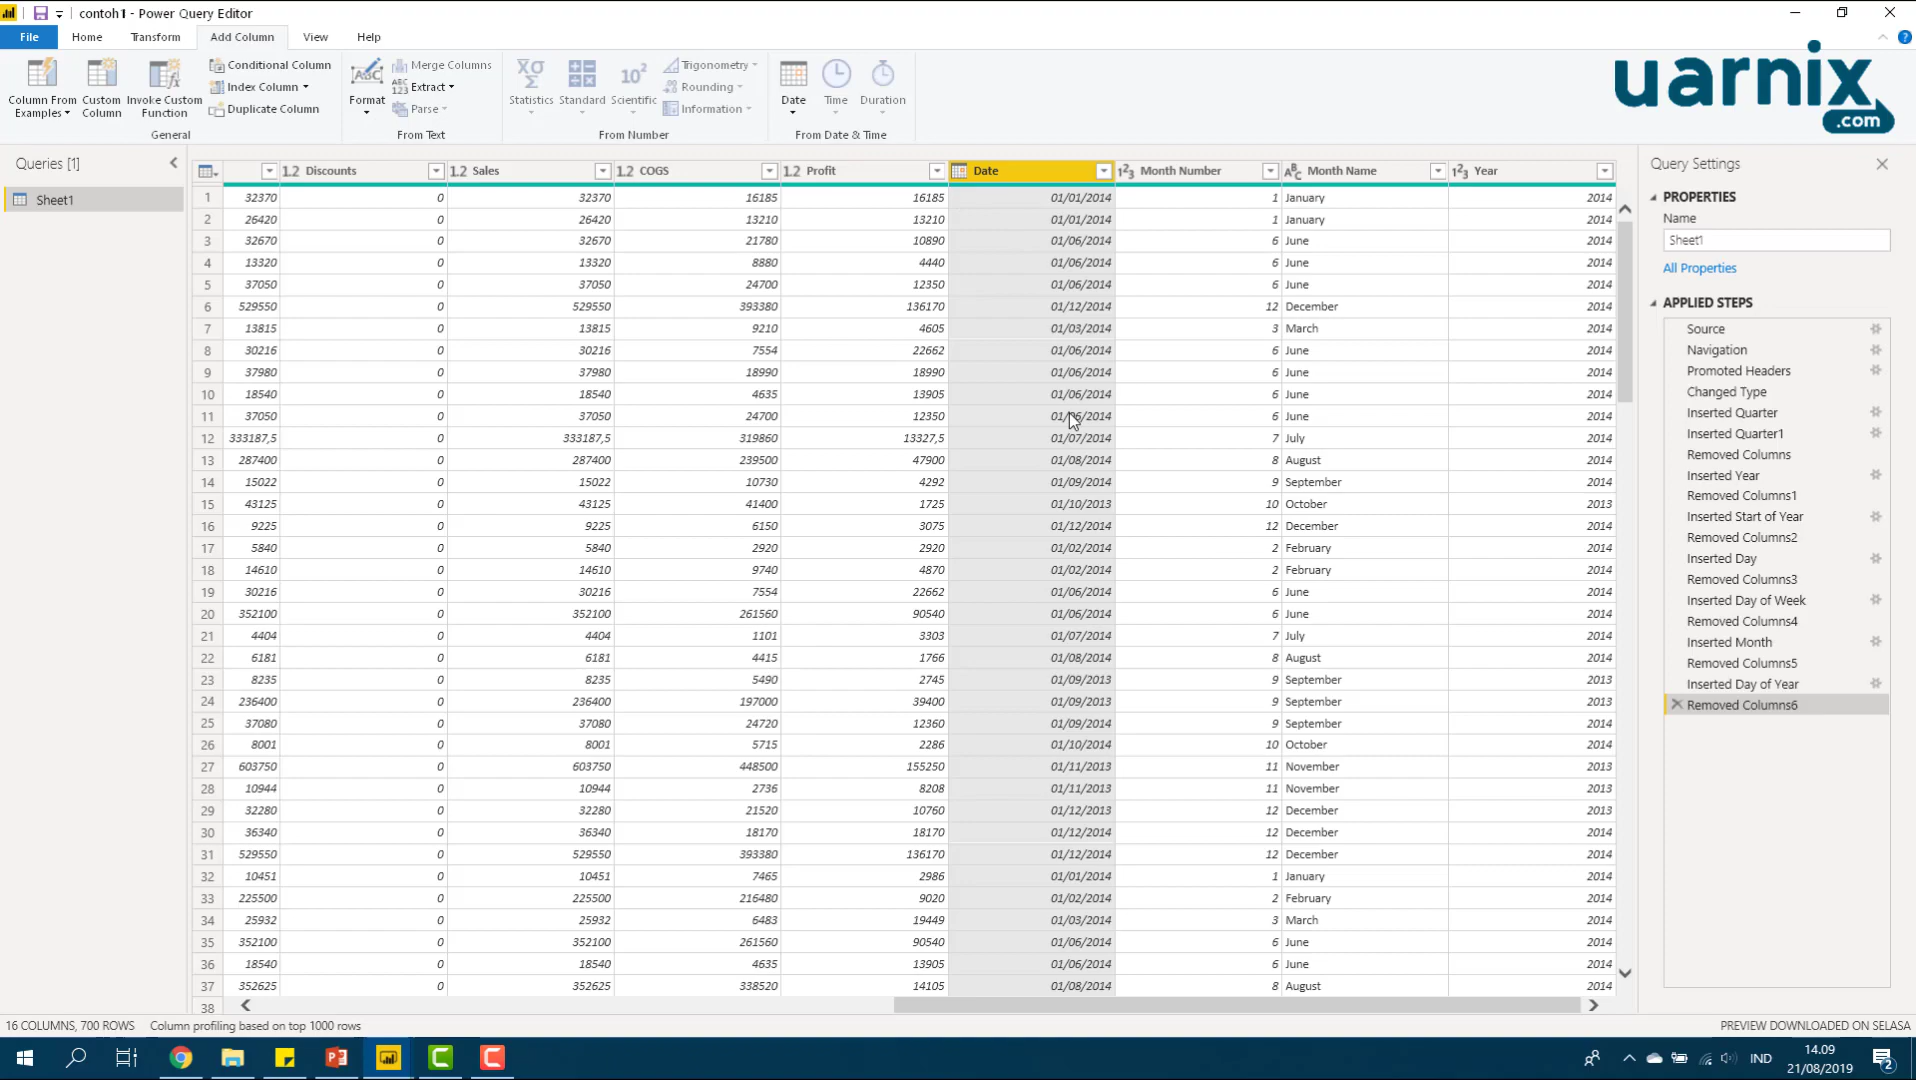 contoh1 - Power Query Editor
File Home Transform Add Column View Help
Column From Examples
Custom Column
Invoke Custom Function
Conditional Column
Index Column
Duplicate Column
General
Format
Merge Columns
Extract
Parse
From Text
Statistics
Standard
Scientific
Trigonometry
Rounding
Information
From Number
Date
Time
Duration
From Date & Time
uarnix
.com
Queries [1]
Sheet1
1.2 Discounts 1.2 Sales 1.2 COGS 1.2 Profit Date 123 Month Number ABC Month Name 123 Year
1 32370 0 32370 16185 16185 01/01/2014 1 January 2014
2 26420 0 26420 13210 13210 01/01/2014 1 January 2014
3 32670 0 32670 21780 10890 01/06/2014 6 June 2014
4 13320 0 13320 8880 4440 01/06/2014 6 June 2014
5 37050 0 37050 24700 12350 01/06/2014 6 June 2014
6 529550 0 529550 393380 136170 01/12/2014 12 December 2014
7 13815 0 13815 9210 4605 01/03/2014 3 March 2014
8 30216 0 30216 7554 22662 01/06/2014 6 June 2014
9 37980 0 37980 18990 18990 01/06/2014 6 June 2014
10 18540 0 18540 4635 13905 01/06/2014 6 June 2014
11 37050 0 37050 24700 12350 01/06/2014 6 June 2014
12 333187,5 0 333187,5 319860 13327,5 01/07/2014 7 July 2014
13 287400 0 287400 239500 47900 01/08/2014 8 August 2014
14 15022 0 15022 10730 4292 01/09/2014 9 September 2014
15 43125 0 43125 41400 1725 01/10/2013 10 October 2013
16 9225 0 9225 6150 3075 01/12/2014 12 December 2014
17 5840 0 5840 2920 2920 01/02/2014 2 February 2014
18 14610 0 14610 9740 4870 01/02/2014 2 February 2014
19 30216 0 30216 7554 22662 01/06/2014 6 June 2014
20 352100 0 352100 261560 90540 01/06/2014 6 June 2014
21 4404 0 4404 1101 3303 01/07/2014 7 July 2014
22 6181 0 6181 4415 1766 01/08/2014 8 August 2014
23 8235 0 8235 5490 2745 01/09/2013 9 September 2013
24 236400 0 236400 197000 39400 01/09/2013 9 September 2013
25 37080 0 37080 24720 12360 01/09/2014 9 September 2014
26 8001 0 8001 5715 2286 01/10/2014 10 October 2014
27 603750 0 603750 448500 155250 01/11/2013 11 November 2013
28 10944 0 10944 2736 8208 01/11/2013 11 November 2013
29 32280 0 32280 21520 10760 01/12/2013 12 December 2013
30 36340 0 36340 18170 18170 01/12/2014 12 December 2014
31 529550 0 529550 393380 136170 01/12/2014 12 December 2014
32 10451 0 10451 7465 2986 01/01/2014 1 January 2014
33 225500 0 225500 216480 9020 01/02/2014 2 February 2014
34 25932 0 25932 6483 19449 01/03/2014 3 March 2014
35 352100 0 352100 261560 90540 01/06/2014 6 June 2014
36 18540 0 18540 4635 13905 01/06/2014 6 June 2014
37 352625 0 352625 338520 14105 01/08/2014 8 August 2014
38
Query Settings
PROPERTIES
Name
Sheet1
All Properties
APPLIED STEPS
Source
Navigation
Promoted Headers
Changed Type
Inserted Quarter
Inserted Quarter1
Removed Columns
Inserted Year
Removed Columns1
Inserted Start of Year
Removed Columns2
Inserted Day
Removed Columns3
Inserted Day of Week
Removed Columns4
Inserted Month
Removed Columns5
Inserted Day of Year
Removed Columns6
16 COLUMNS, 700 ROWS Column profiling based on top 1000 rows PREVIEW DOWNLOADED ON SELASA
IND
14.09
21/08/2019
2